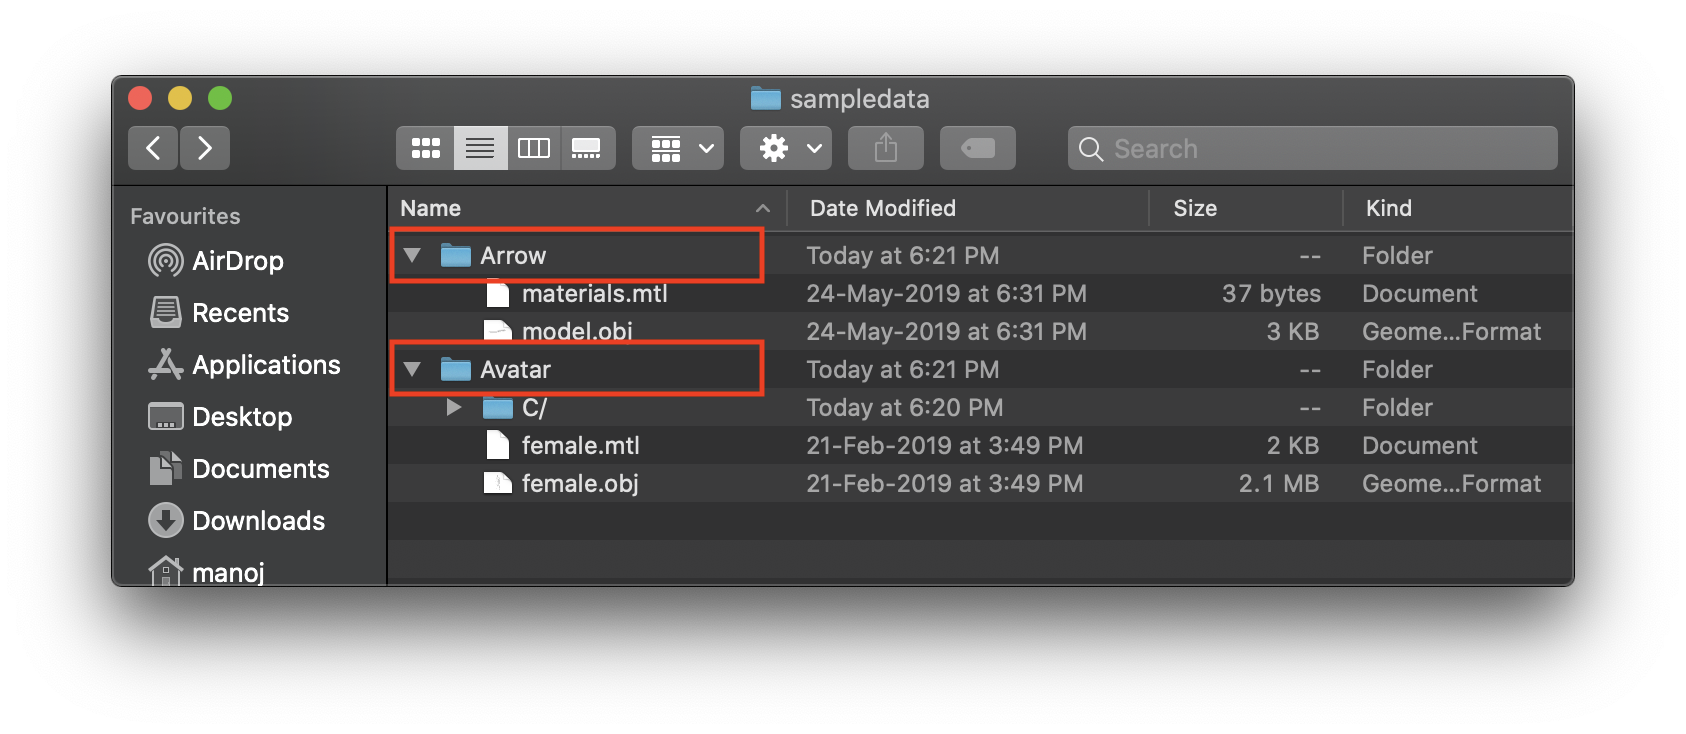 sampledata
Search
Favourites
AirDrop
Recents
Applications
Desktop
Documents
Downloads
manoj
Name Date Modified Size Kind
Arrow Today at 6:21 PM -- Folder
materials.mtl 24-May-2019 at 6:31 PM 37 bytes Document
model.obj 24-May-2019 at 6:31 PM 3 KB Geome...Format
Avatar Today at 6:21 PM -- Folder
C/ Today at 6:20 PM -- Folder
female.mtl 21-Feb-2019 at 3:49 PM 2 KB Document
female.obj 21-Feb-2019 at 3:49 PM 2.1 MB Geome...Format